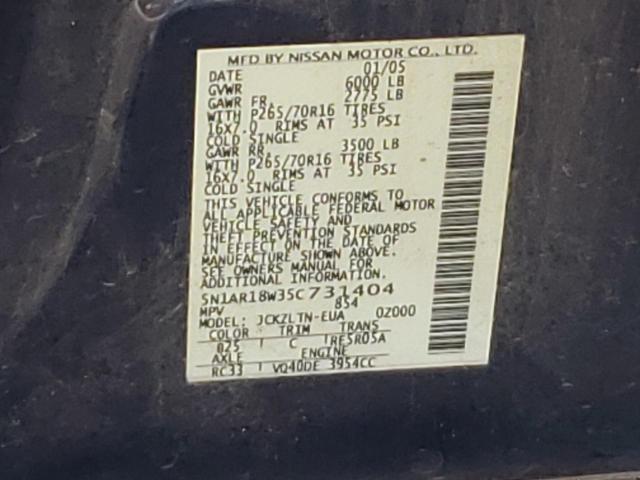 MFD BY NISSAN MOTOR CO., LTD.
DATE 01/05
GVWR 6000 LB
GAWR FR. 2775 LB
WITH P265/70R16 TIRES
16X7.0 RIMS AT 35 PSI
COLD SINGLE
GAWR RR. 3500 LB
WITH P265/70R16 TIRES
16X7.0 RIMS AT 35 PSI
COLD SINGLE
THIS VEHICLE CONFORMS TO
ALL APPLICABLE FEDERAL MOTOR
VEHICLE SAFETY AND
THEFT PREVENTION STANDARDS
IN EFFECT ON THE DATE OF
MANUFACTURE SHOWN ABOVE.
SEE OWNERS MANUAL FOR
ADDITIONAL INFORMATION.
5N1AR18W35C731404
MPV 854
MODEL: JCKZLTN-EUA 0Z000
COLOR TRIM TRANS
B25 C RE5R05A
AXLE ENGINE
RC33 VQ40DE 3954CC